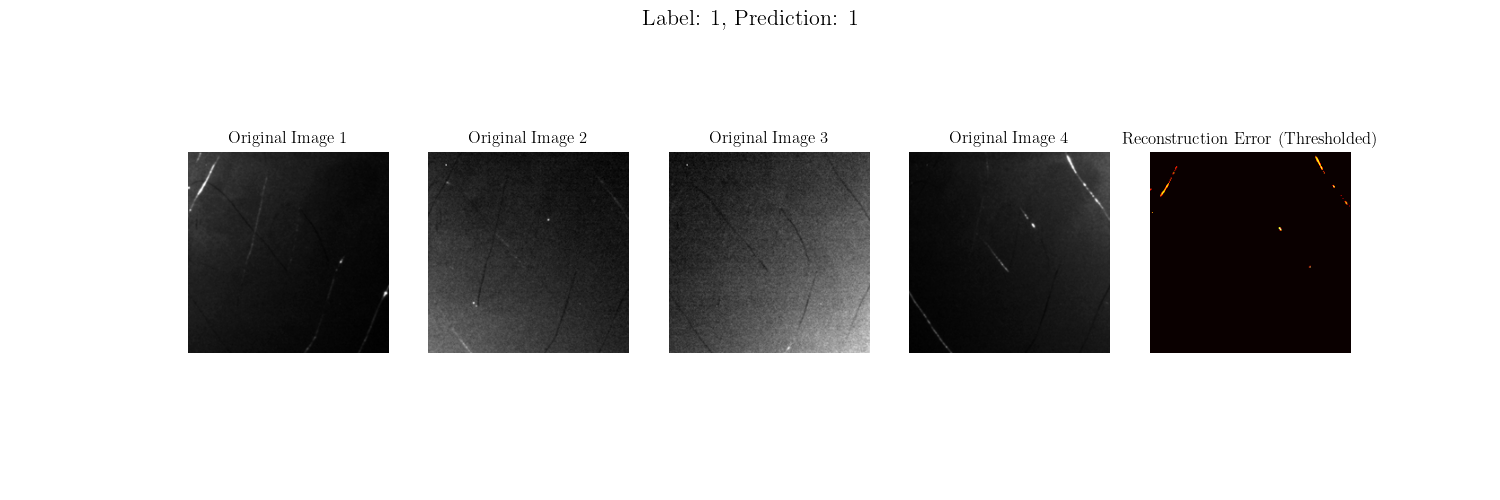 Label: 1, Prediction: 1
Original Image 1
Original Image 2
Original Image 3
Original Image 4
Reconstruction Error (Thresholded)